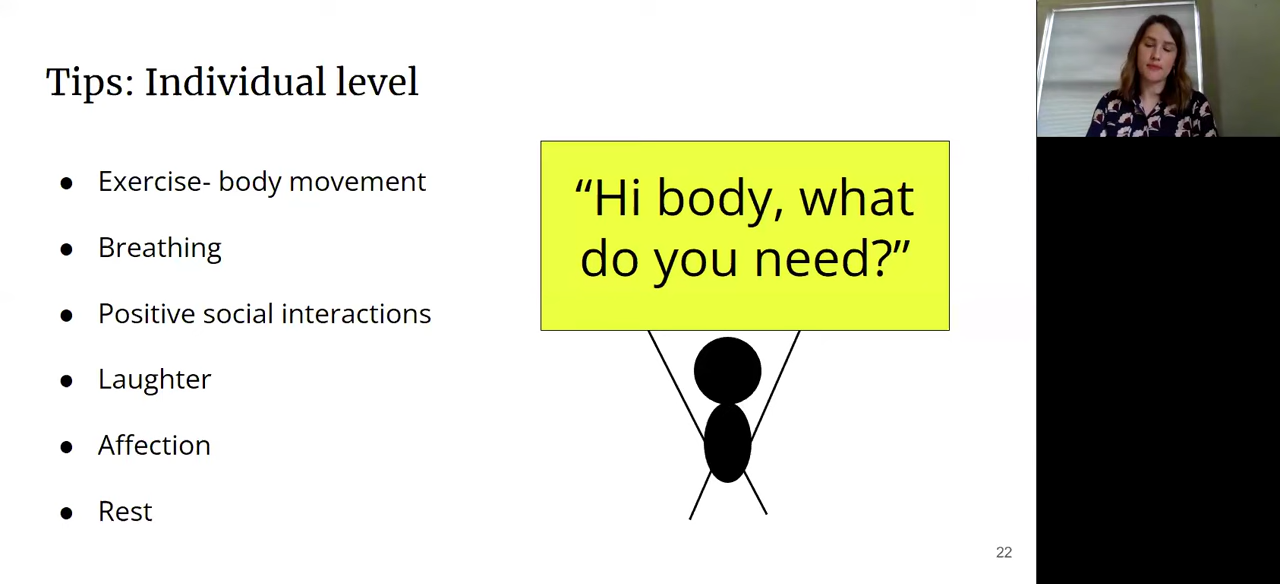 Tips: Individual level
● Exercise- body movement
● Breathing
● Positive social interactions
● Laughter
● Affection
● Rest
“Hi body, what
do you need?”
22